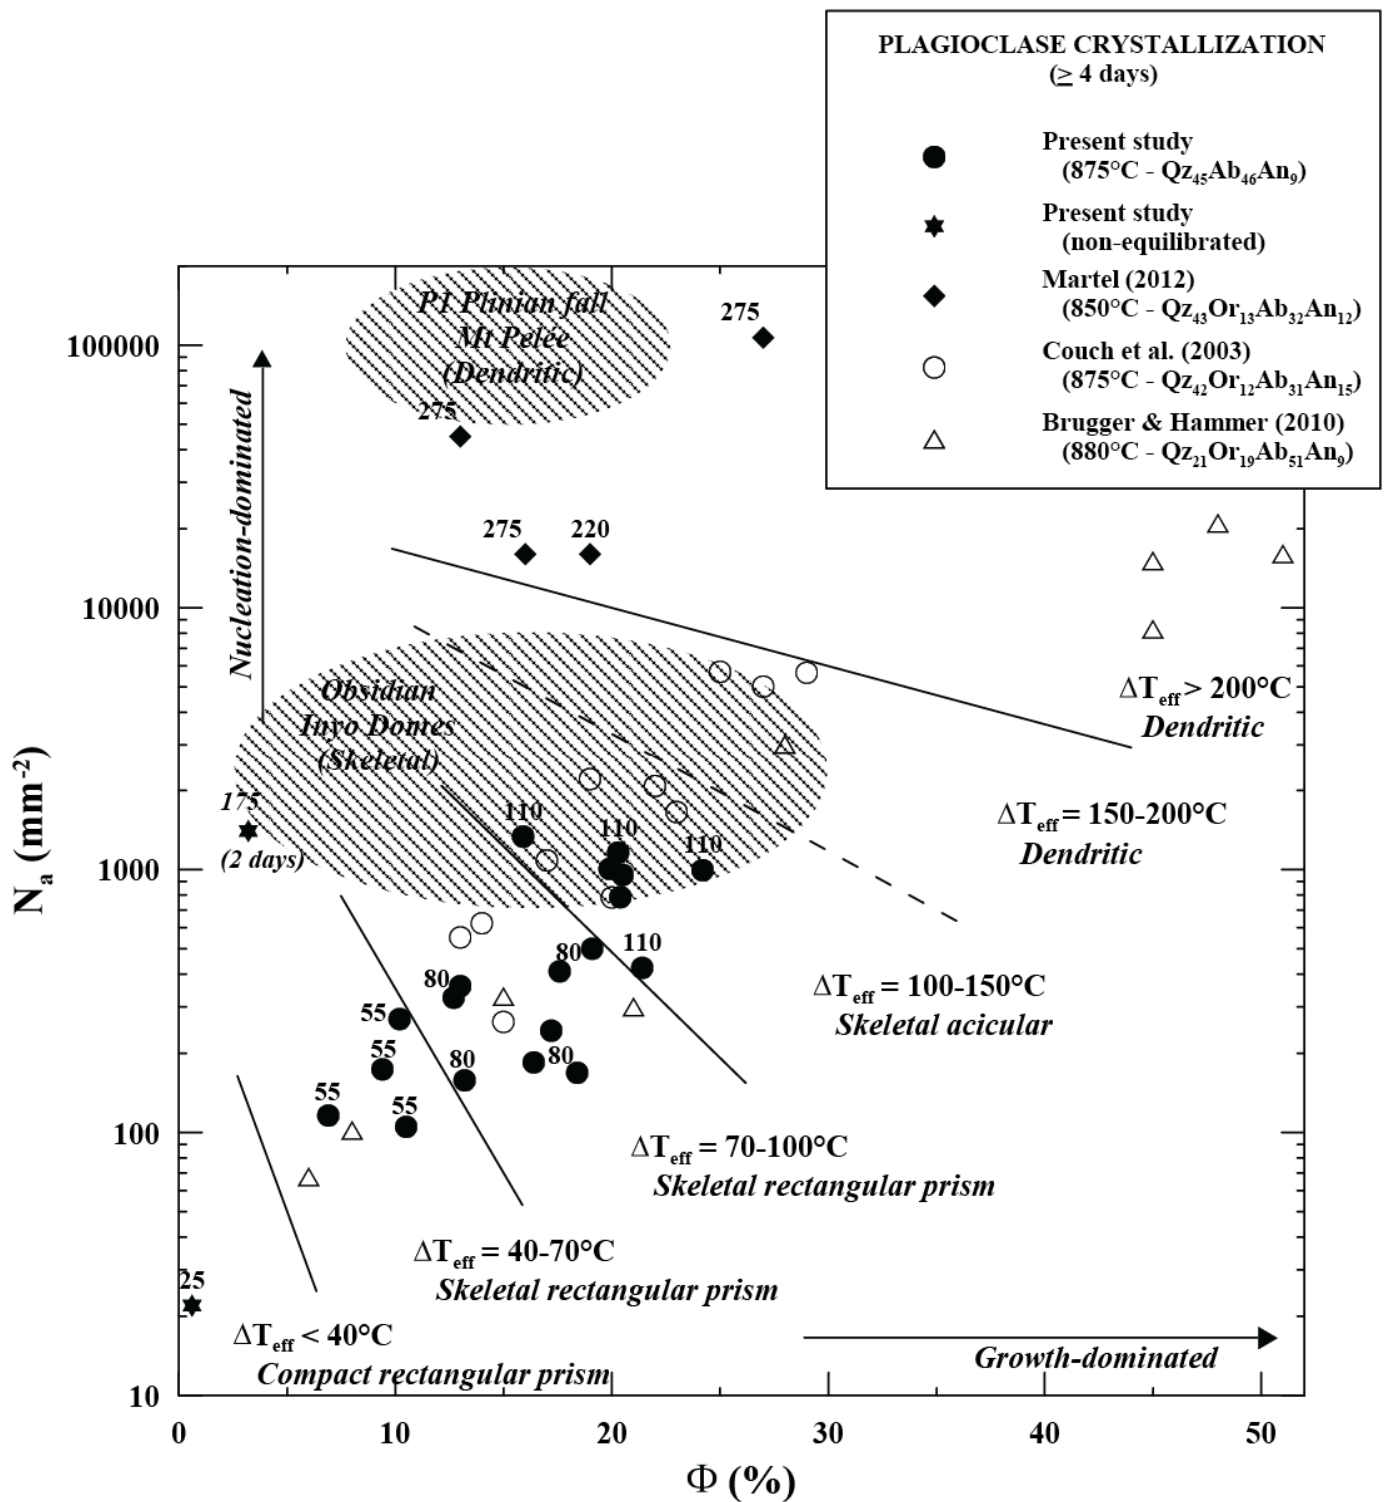 PLAGIOCLASE CRYSTALLIZATION
(≥ 4 days)
Present study
(875°C - Qz45Ab46An9)
Present study
(non-equilibrated)
Martel (2012)
(850°C - Qz43Or13Ab32An12)
Couch et al. (2003)
(875°C - Qz42Or12Ab31An15)
Brugger & Hammer (2010)
(880°C - Qz21Or19Ab51An9)
P1 Plinian fall
Mt Pelée
(Dendritic)
275
275
275
220
100000
10000
1000
100
10
Na (mm-2)
Nucleation-dominated
ΔTeff > 200°C
Dendritic
Obsidian
Inyo Domes
(Skeletal)
175
(2 days)
110
110
110
ΔTeff = 150-200°C
Dendritic
80
110
80
55
ΔTeff = 100-150°C
Skeletal acicular
55
80
80
55
55
ΔTeff = 70-100°C
Skeletal rectangular prism
ΔTeff = 40-70°C
Skeletal rectangular prism
25
ΔTeff < 40°C
Compact rectangular prism
Growth-dominated
0
10
20
30
40
50
Φ (%)